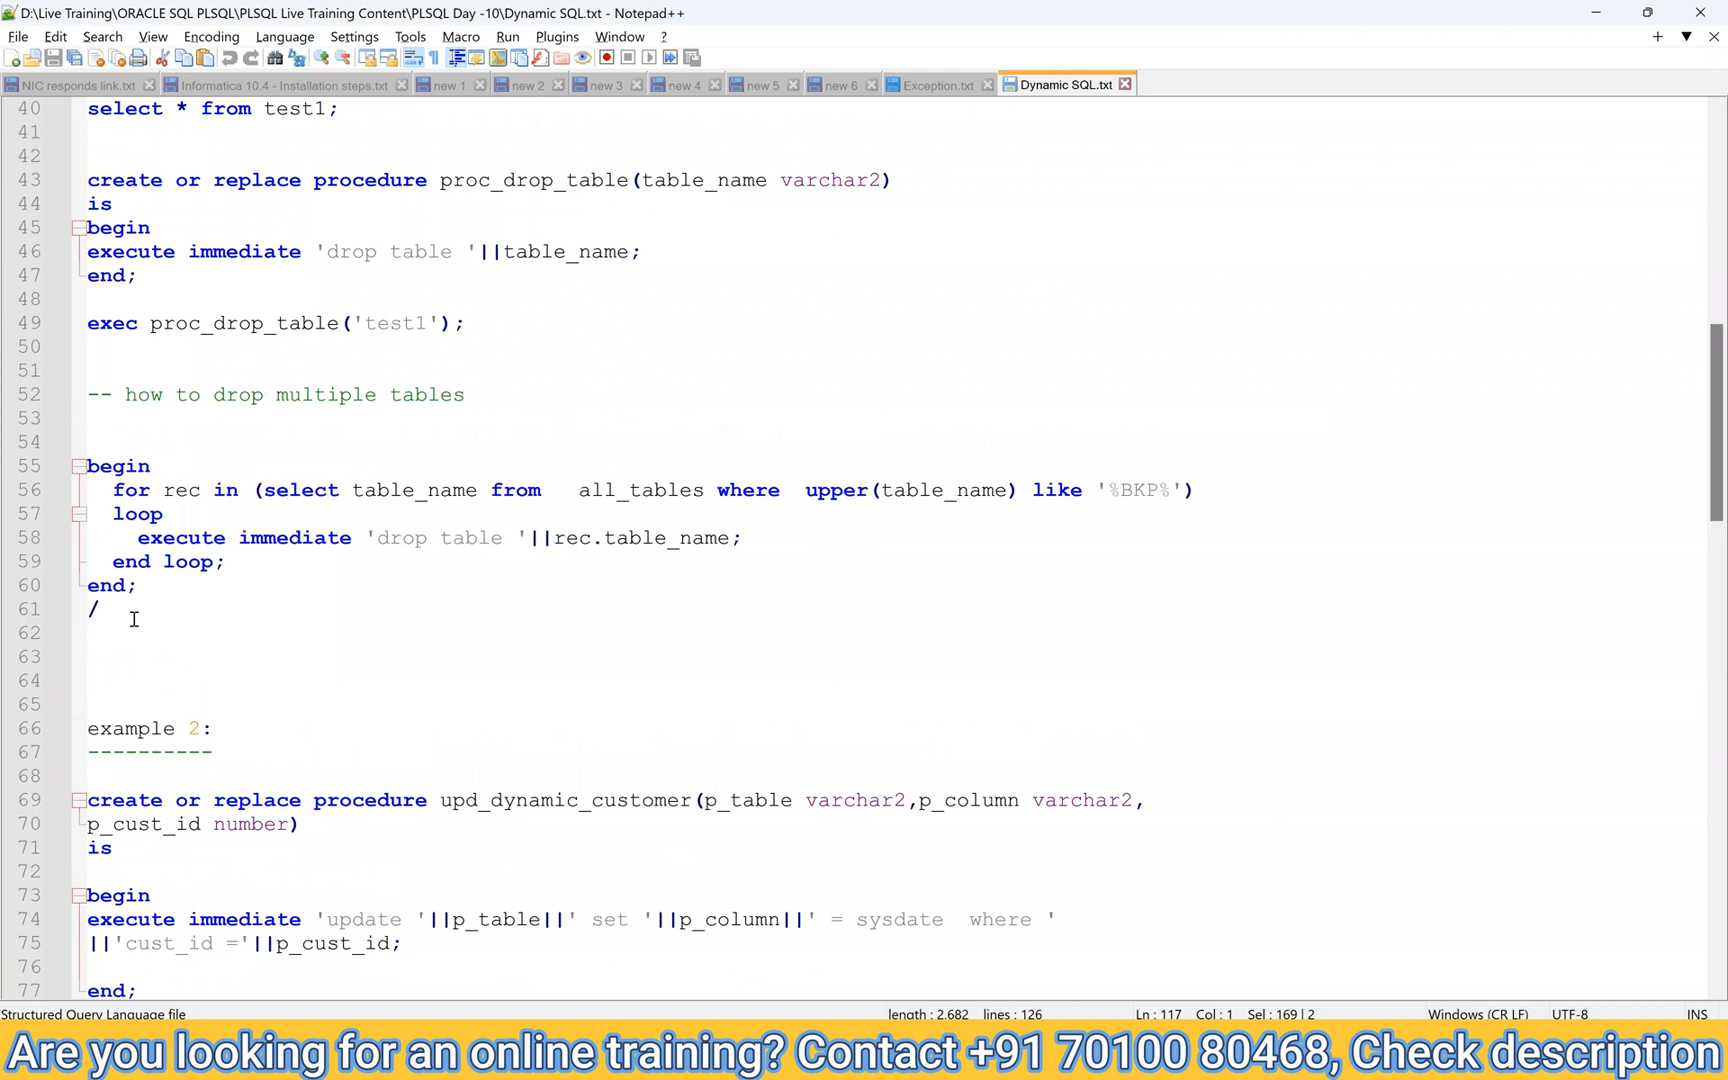 D:\Live Training\ORACLE SQL PLSQL\PLSQL Live Training Content\PLSQL Day -10\Dynamic SQL.txt - Notepad++
File Edit Search View Encoding Language Settings Tools Macro Run Plugins Window ?
NIC responds link.txt Informatica 10.4 - Installation steps.txt new 1 new 2 new 3 new 4 new 5 new 6 Exception.txt Dynamic SQL.txt
40 select * from test1;
41
42
43 create or replace procedure proc_drop_table(table_name varchar2)
44 is
45 begin
46 execute immediate 'drop table '||table_name;
47 end;
48
49 exec proc_drop_table('test1');
50
51
52 -- how to drop multiple tables
53
54
55 begin
56 for rec in (select table_name from all_tables where upper(table_name) like '%BKP%')
57 loop
58 execute immediate 'drop table '||rec.table_name;
59 end loop;
60 end;
61 /
62
63
64
65
66 example 2:
67 ----------
68
69 create or replace procedure upd_dynamic_customer(p_table varchar2,p_column varchar2,
70 p_cust_id number)
71 is
72
73 begin
74 execute immediate 'update '||p_table||' set '||p_column||' = sysdate where '
75 ||'cust_id ='||p_cust_id;
76
77 end;
Structured Query Language file length : 2,682 lines : 126 Ln : 117 Col : 1 Sel : 169 | 2 Windows (CR LF) UTF-8 INS
Are you looking for an online training? Contact +91 70100 80468, Check description